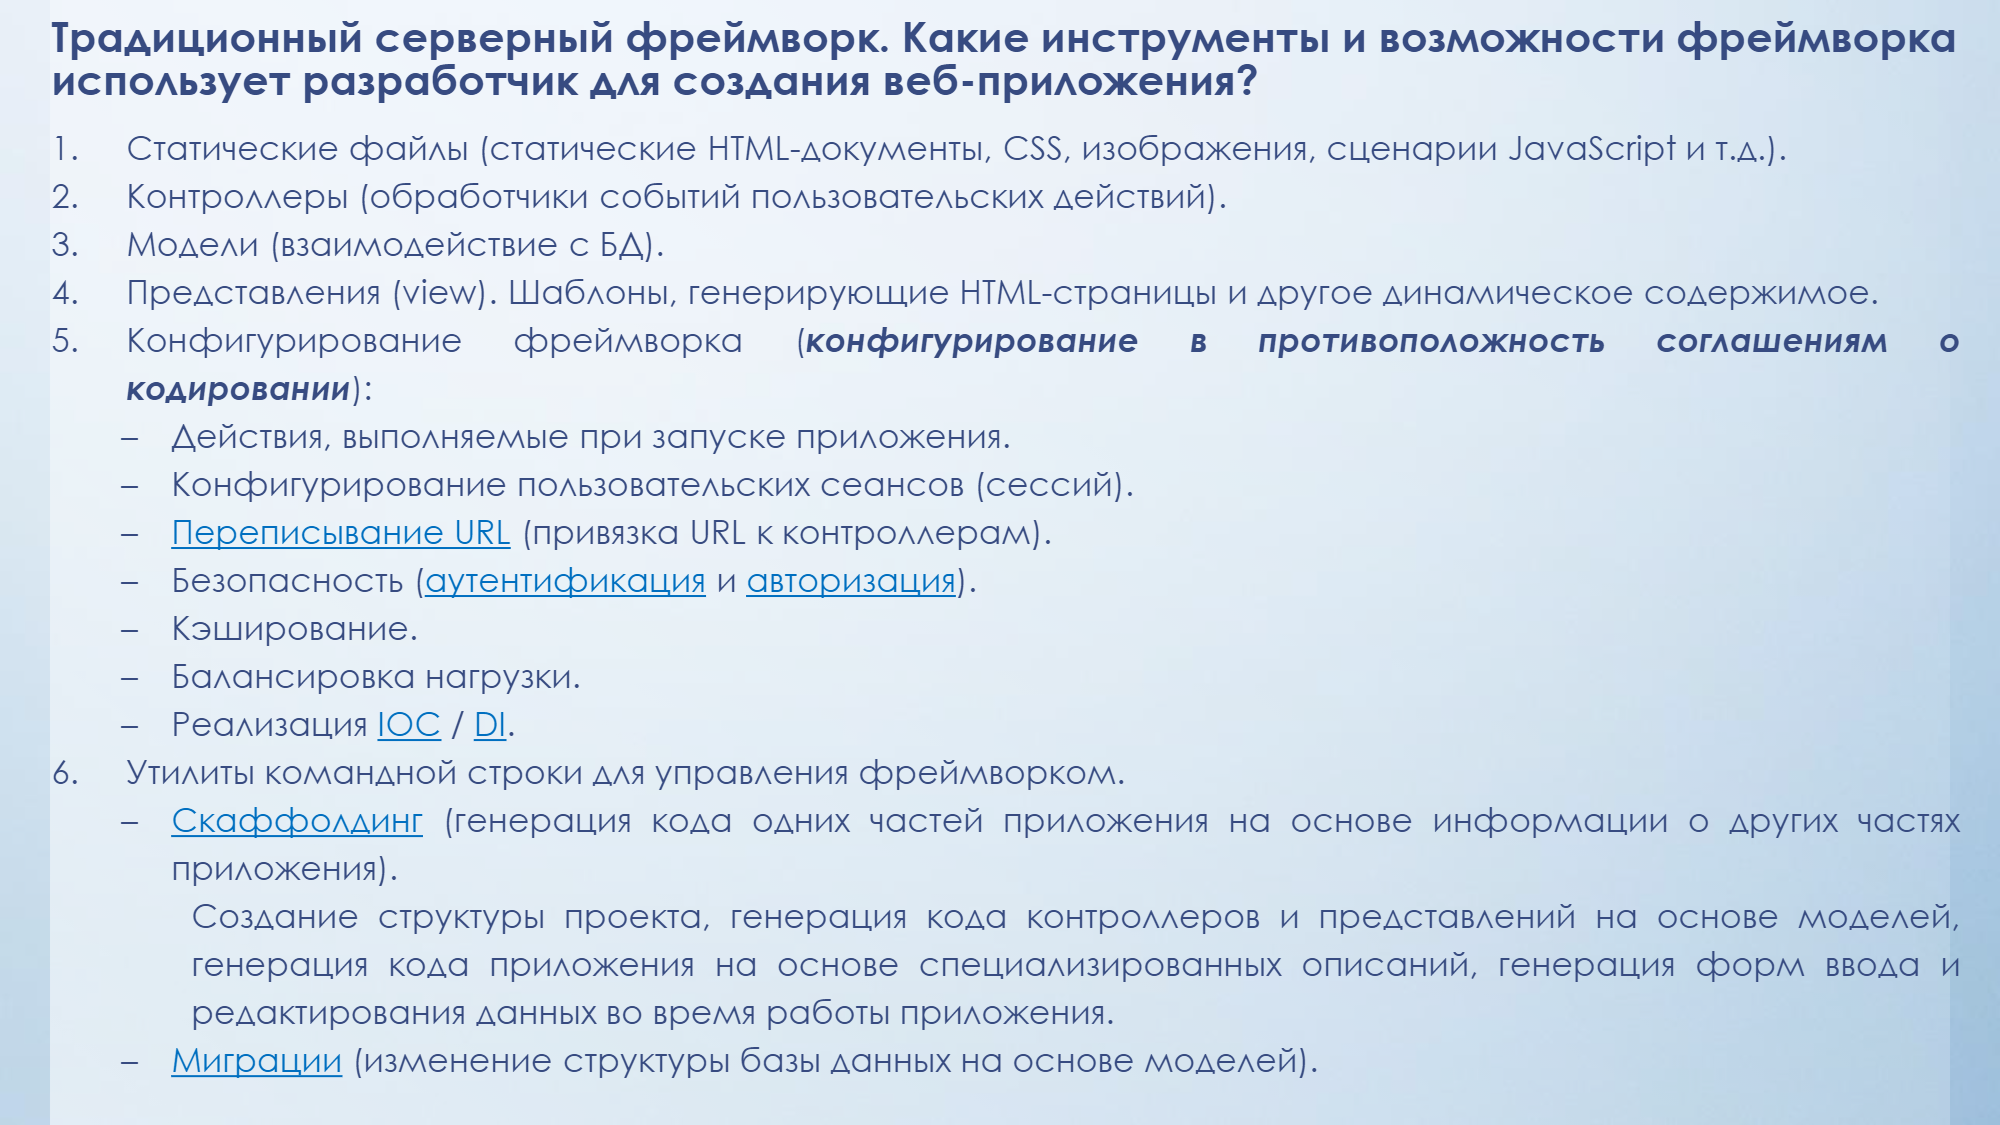 Традиционный серверный фреймворк. Какие инструменты и возможности фреймворка
использует разработчик для создания веб-приложения?
1. Статические файлы (статические HTML-документы, CSS, изображения, сценарии JavaScript и т.д.).
2. Контроллеры (обработчики событий пользовательских действий).
3. Модели (взаимодействие с БД).
4. Представления (view). Шаблоны, генерирующие HTML-страницы и другое динамическое содержимое.
5. Конфигурирование фреймворка (конфигурирование в противоположность соглашениям о
кодировании):
– Действия, выполняемые при запуске приложения.
– Конфигурирование пользовательских сеансов (сессий).
– Переписывание URL (привязка URL к контроллерам).
– Безопасность (аутентификация и авторизация).
– Кэширование.
– Балансировка нагрузки.
– Реализация IOC / DI.
6. Утилиты командной строки для управления фреймворком.
– Скаффолдинг (генерация кода одних частей приложения на основе информации о других частях
приложения).
Создание структуры проекта, генерация кода контроллеров и представлений на основе моделей,
генерация кода приложения на основе специализированных описаний, генерация форм ввода и
редактирования данных во время работы приложения.
– Миграции (изменение структуры базы данных на основе моделей).